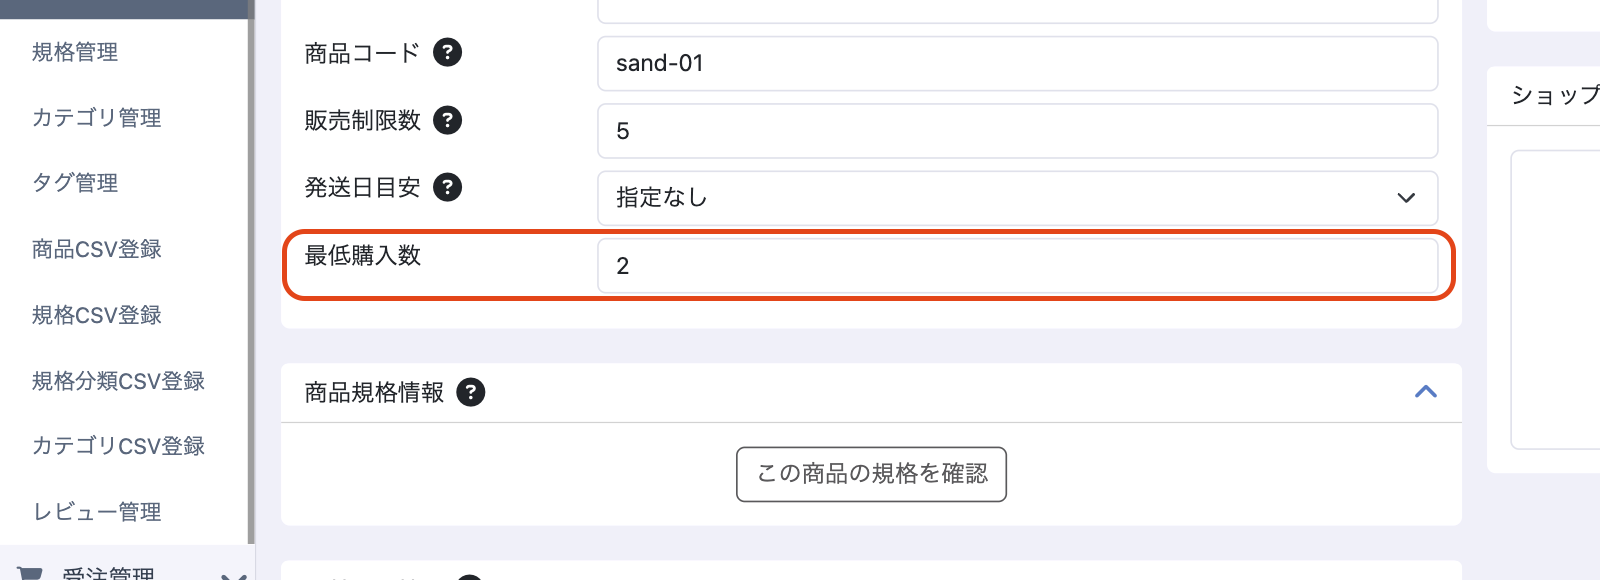 規格管理
カテゴリ管理
タグ管理
商品CSV登録
規格CSV登録
規格分類CSV登録
カテゴリCSV登録
レビュー管理
受注管理
商品コード ?
sand-01
販売制限数 ?
5
発送日目安 ?
指定なし
最低購入数
2
商品規格情報 ?
この商品の規格を確認
ショップ